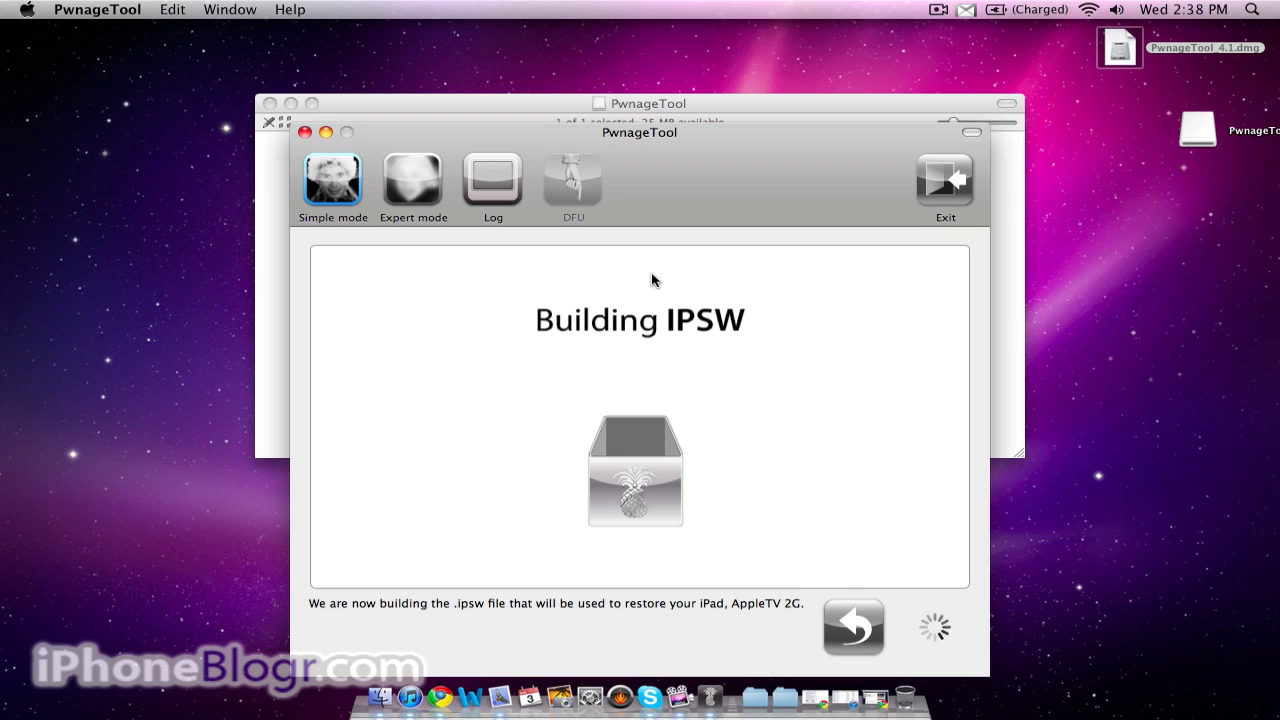 PwnageTool Edit Window Help (Charged) Wed 2:38 PM
PwnageTool_4.1.dmg
PwnageTool
PwnageTo
PwnageTool
Simple mode Expert mode Log DFU Exit
Building IPSW
We are now building the .ipsw file that will be used to restore your iPad, AppleTV 2G.
iPhoneBlogr.com